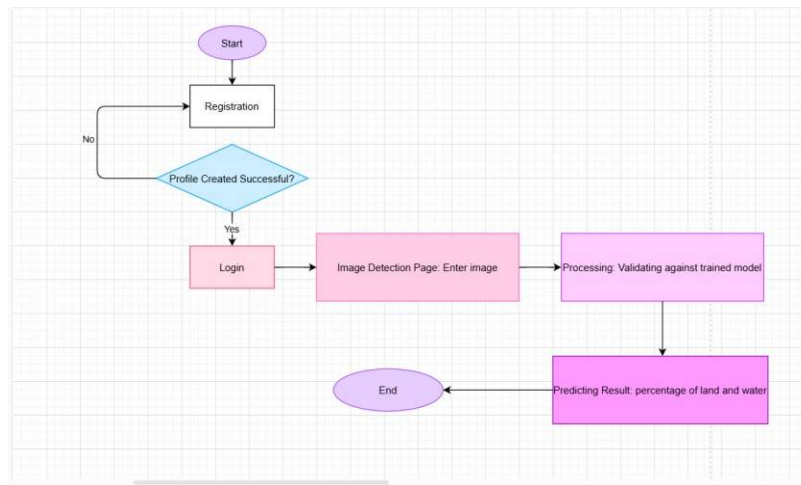 Start
Registration
No
Profile Created Successful?
Yes
Login
Image Detection Page: Enter image
Processing: Validating against trained model
Predicting Result: percentage of land and water
End